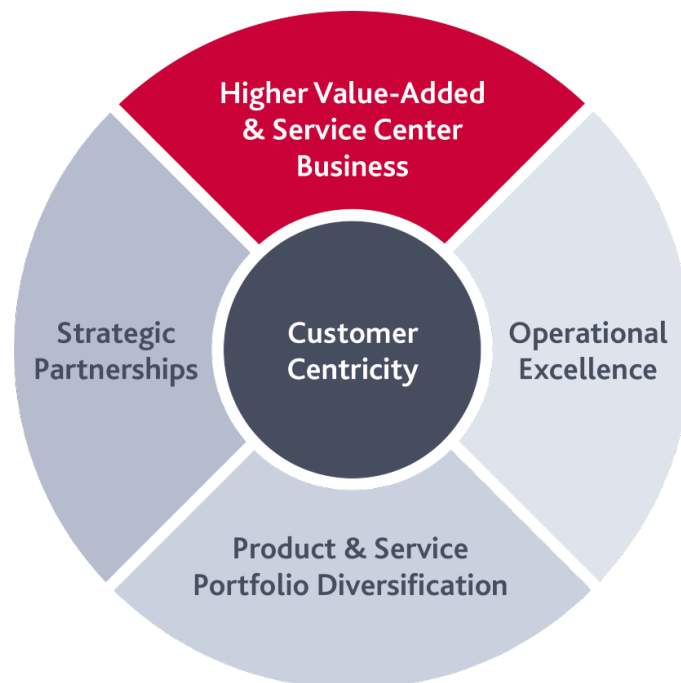 Higher Value-Added
& Service Center
Business
Strategic
Partnerships
Customer
Centricity
Operational
Excellence
Product & Service
Portfolio Diversification